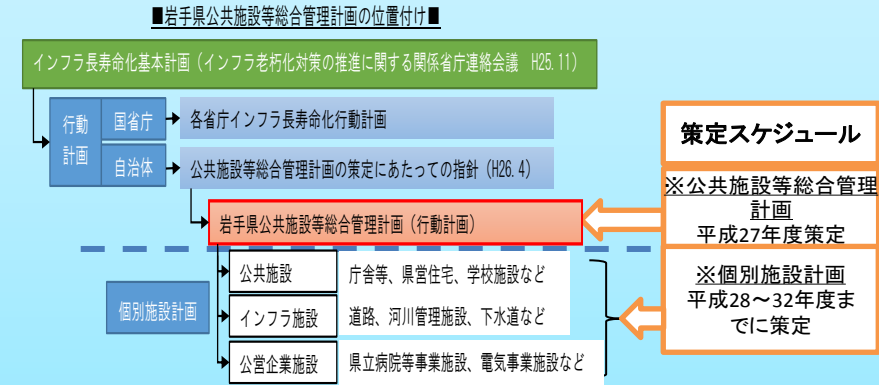 ■岩手県公共施設等総合管理計画の位置付け■
インフラ長寿命化基本計画（インフラ老朽化対策の推進に関する関係省庁連絡会議　H25.11）
行動
計画
国省庁
各省庁インフラ長寿命化行動計画
自治体
公共施設等総合管理計画の策定にあたっての指針（H26.4）
岩手県公共施設等総合管理計画（行動計画）
個別施設計画
公共施設
庁舎等、県営住宅、学校施設など
インフラ施設
道路、河川管理施設、下水道など
公営企業施設
県立病院等事業施設、電気事業施設など
策定スケジュール
※公共施設等総合管理
計画
平成27年度策定
※個別施設計画
平成28～32年度ま
でに策定